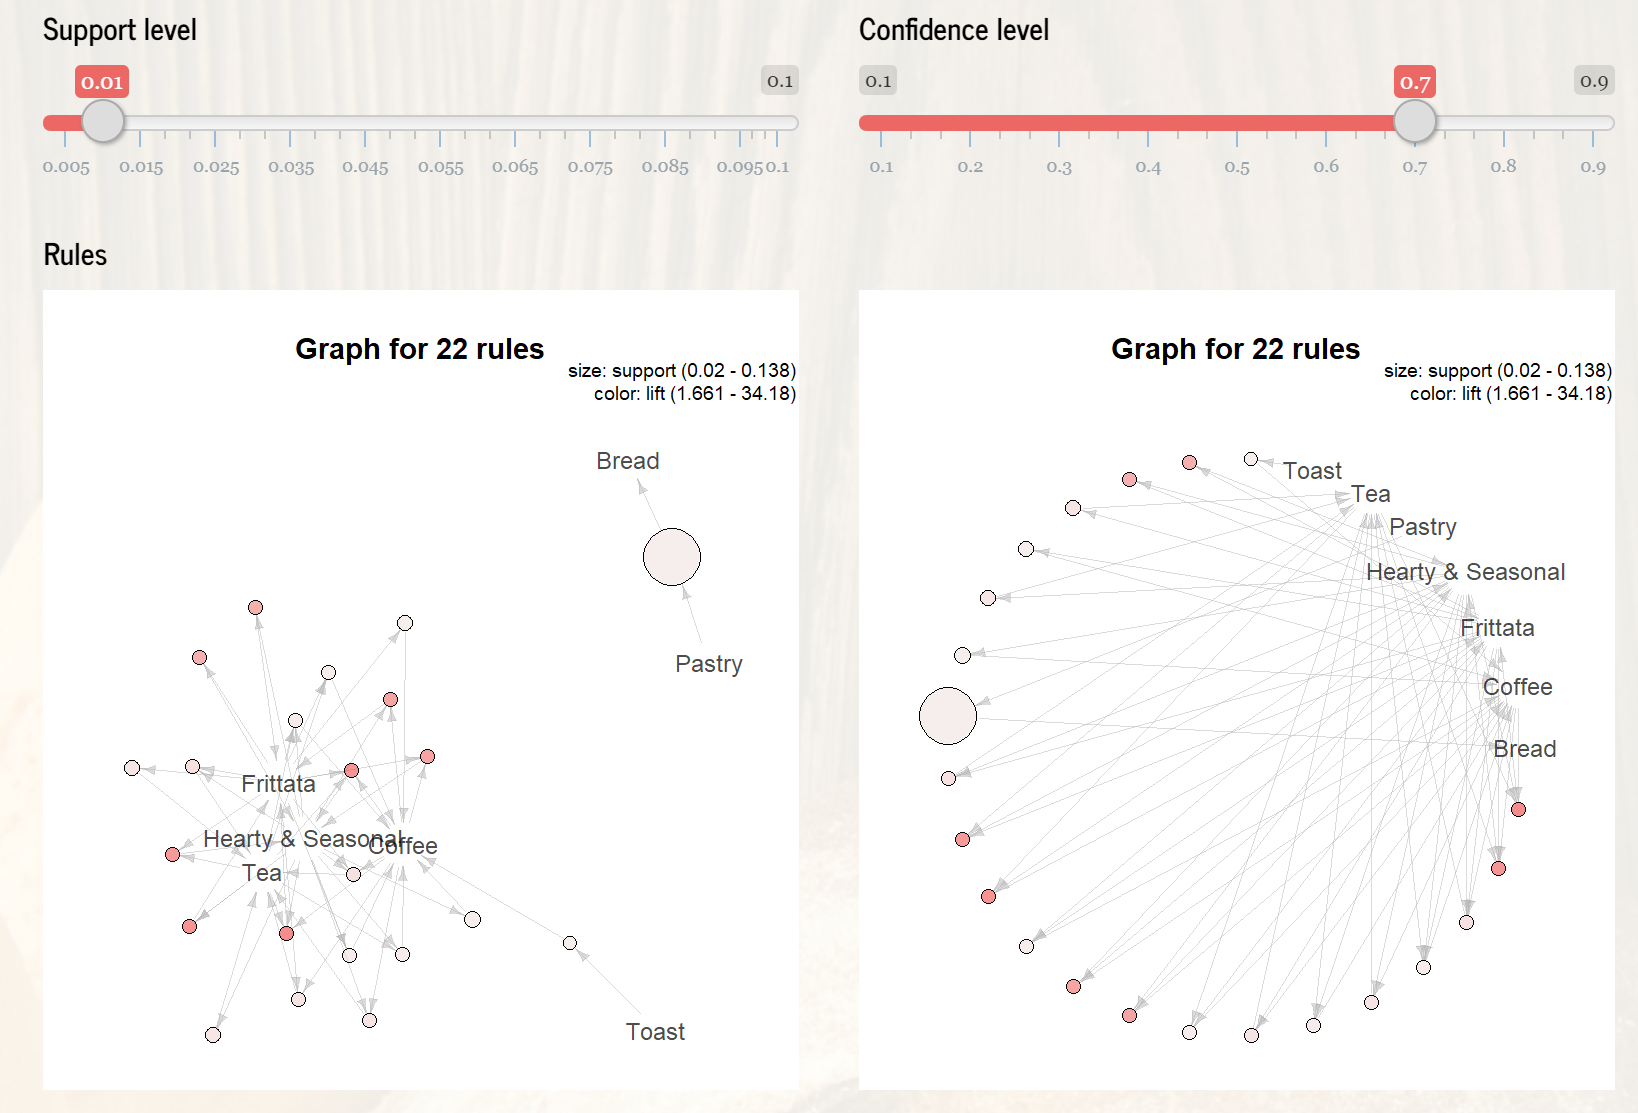 Support level
0.01
0.1
0.005 0.015 0.025 0.035 0.045 0.055 0.065 0.075 0.085 0.095 0.1
Confidence level
0.1
0.7
0.9
0.1 0.2 0.3 0.4 0.5 0.6 0.7 0.8 0.9
Rules
Graph for 22 rules
size: support (0.02 - 0.138)
color: lift (1.661 - 34.18)
Bread
Pastry
Frittata
Hearty & Seasonal
Coffee
Tea
Toast
Graph for 22 rules
size: support (0.02 - 0.138)
color: lift (1.661 - 34.18)
Toast
Tea
Pastry
Hearty & Seasonal
Frittata
Coffee
Bread